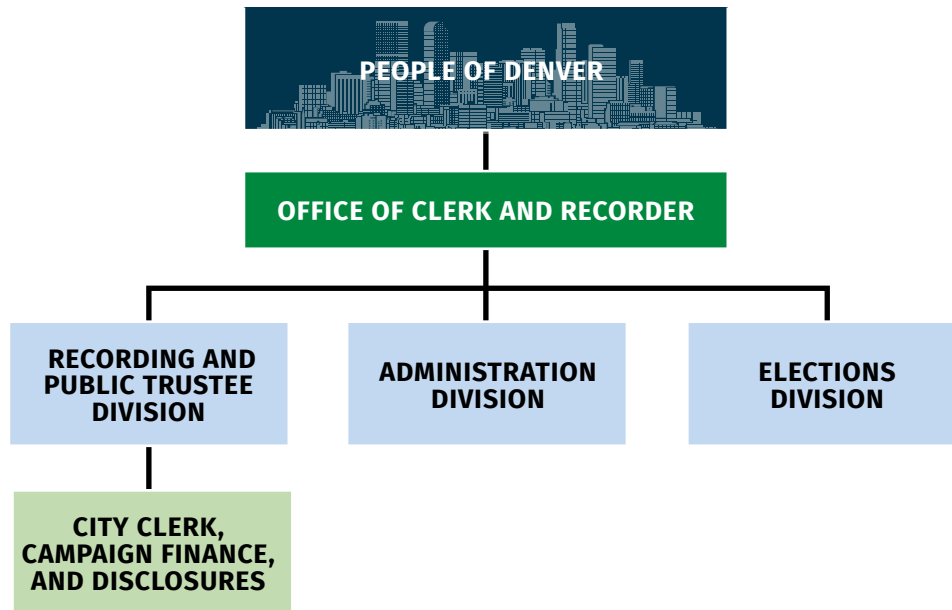 PEOPLE OF DENVER
OFFICE OF CLERK AND RECORDER
RECORDING AND
PUBLIC TRUSTEE
DIVISION
ADMINISTRATION
DIVISION
ELECTIONS
DIVISION
CITY CLERK,
CAMPAIGN FINANCE,
AND DISCLOSURES